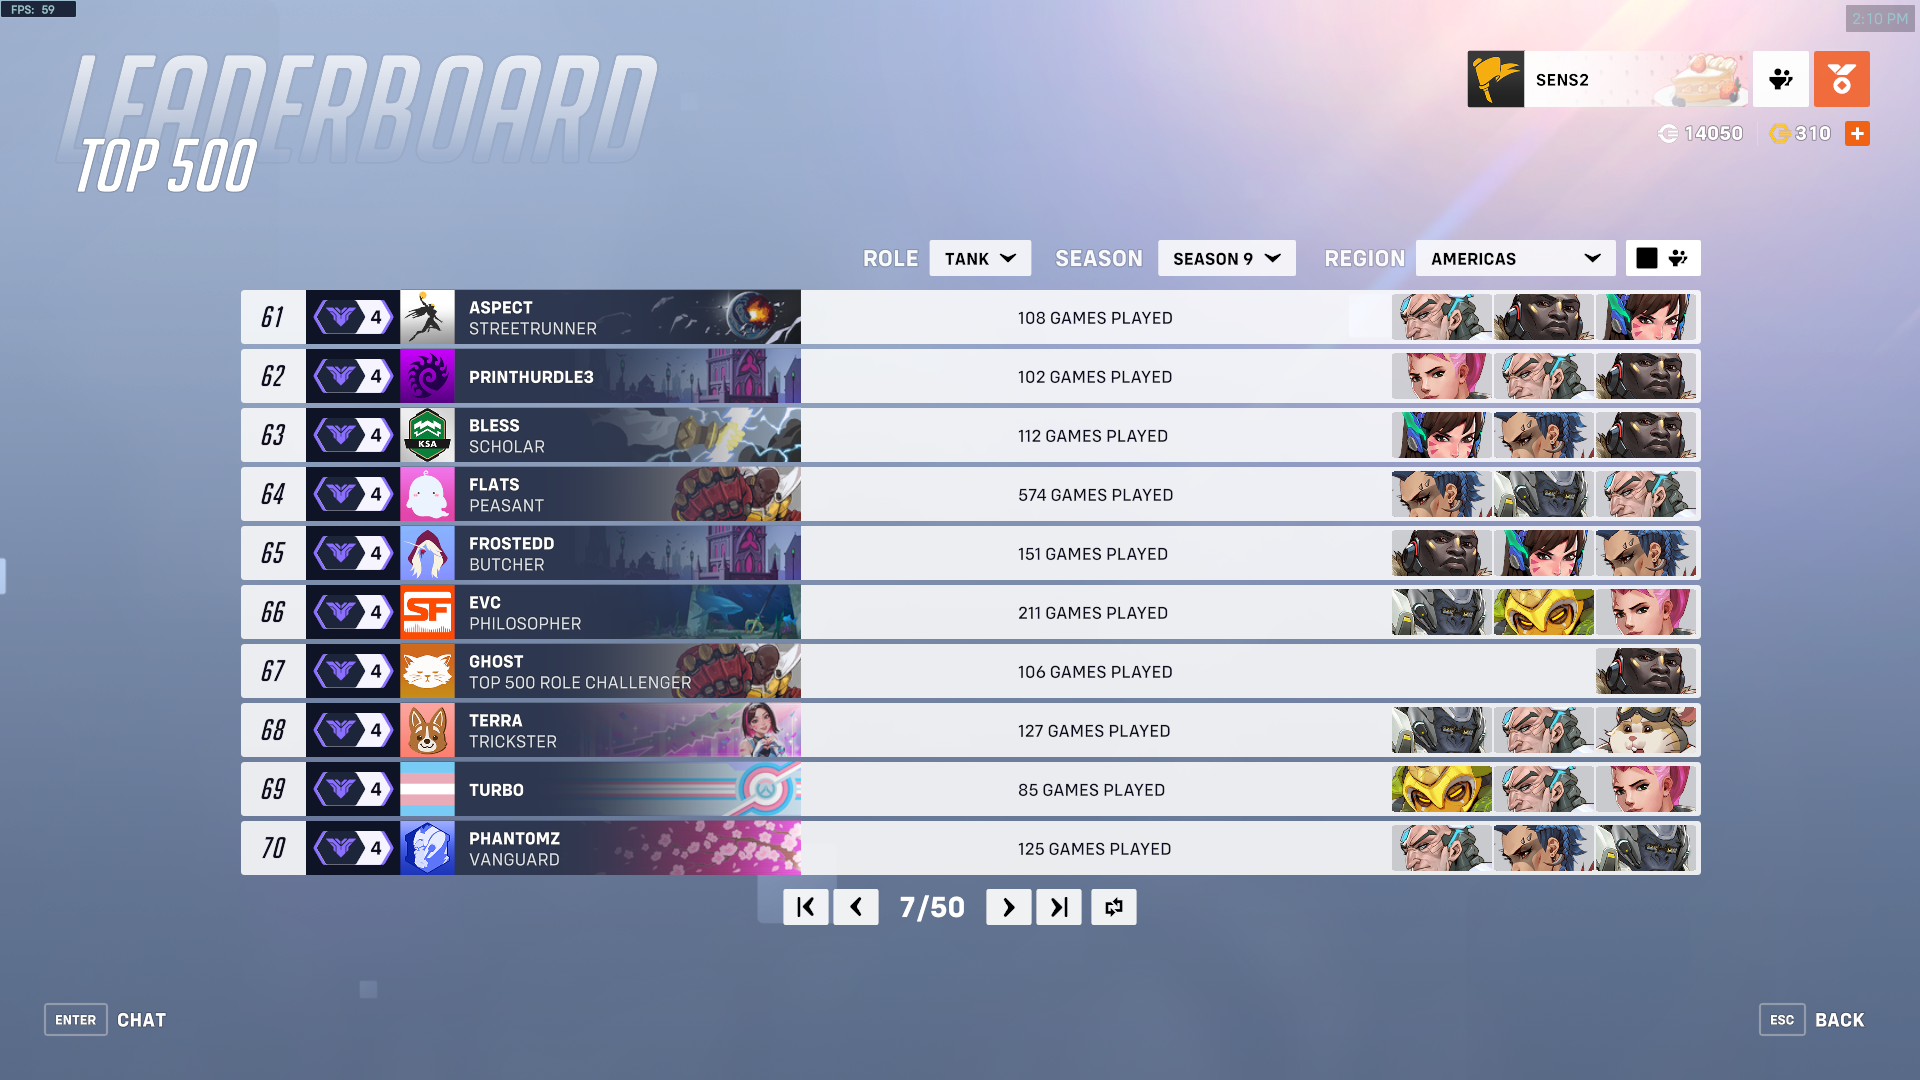 FPS: 59
2:10 PM
LEADERBOARD
TOP 500
SENS2
14050
310
ROLE TANK SEASON SEASON 9 REGION AMERICAS
61 4 ASPECT 108 GAMES PLAYED
STREETRUNNER
62 4 PRINTHURDLE3 102 GAMES PLAYED
63 4 KSA BLESS 112 GAMES PLAYED
SCHOLAR
64 4 FLATS 574 GAMES PLAYED
PEASANT
65 4 FROSTEDD 151 GAMES PLAYED
BUTCHER
66 4 SF EVC 211 GAMES PLAYED
PHILOSOPHER
67 4 GHOST 106 GAMES PLAYED
TOP 500 ROLE CHALLENGER
68 4 TERRA 127 GAMES PLAYED
TRICKSTER
69 4 TURBO 85 GAMES PLAYED
70 4 PHANTOMZ 125 GAMES PLAYED
VANGUARD
7/50
ENTER CHAT
ESC BACK